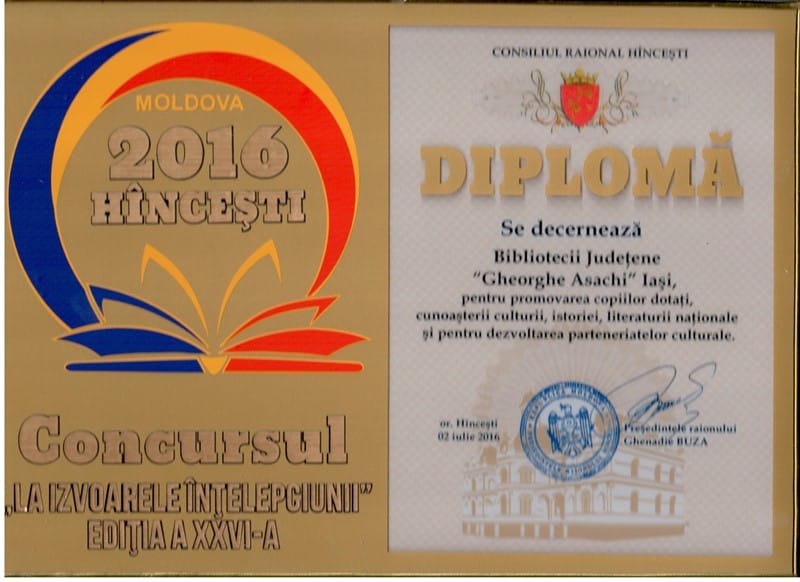 MOLDOVA
2016
HÎNCEŞTI
Concursul
„LA IZVOARELE ÎNŢELEPCIUNII”
EDIŢIA A XXVI-A
CONSILIUL RAIONAL HÎNCEŞTI
DIPLOMĂ
Se decernează
Bibliotecii Judeţene
"Gheorghe Asachi" Iaşi,
pentru promovarea copiilor dotaţi,
cunoaşterii culturii, istoriei, literaturii naţionale
şi pentru dezvoltarea parteneriatelor culturale.
or. Hînceşti
02 iulie 2016
Preşedintele raionului
Ghenadie BUZA